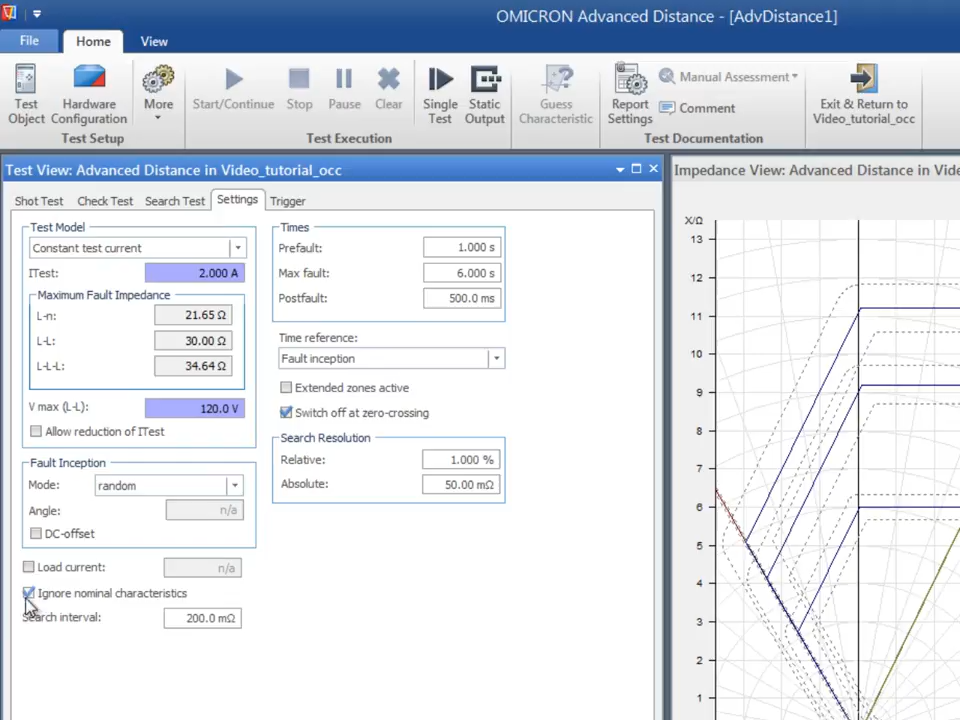 OMICRON Advanced Distance - [AdvDistance1]
File Home View
Test Object
Hardware Configuration
More
Start/Continue
Stop
Pause
Clear
Single Test
Static Output
Guess Characteristic
Report Settings
Manual Assessment
Comment
Exit & Return to Video_tutorial_occ
Test Setup
Test Execution
Test Documentation
Test View: Advanced Distance in Video_tutorial_occ
Shot Test Check Test Search Test Settings Trigger
Test Model
Constant test current
ITest: 2.000 A
Maximum Fault Impedance
L-n: 21.65 Ω
L-L: 30.00 Ω
L-L-L: 34.64 Ω
V max (L-L): 120.0 V
Allow reduction of ITest
Fault Inception
Mode: random
Angle: n/a
DC-offset
Load current: n/a
Ignore nominal characteristics
Search interval: 200.0 mΩ
Times
Prefault: 1.000 s
Max fault: 6.000 s
Postfault: 500.0 ms
Time reference:
Fault inception
Extended zones active
Switch off at zero-crossing
Search Resolution
Relative: 1.000 %
Absolute: 50.00 mΩ
Impedance View: Advanced Distance in Vide
X/Ω
13
12
11
10
9
8
7
6
5
4
3
2
1